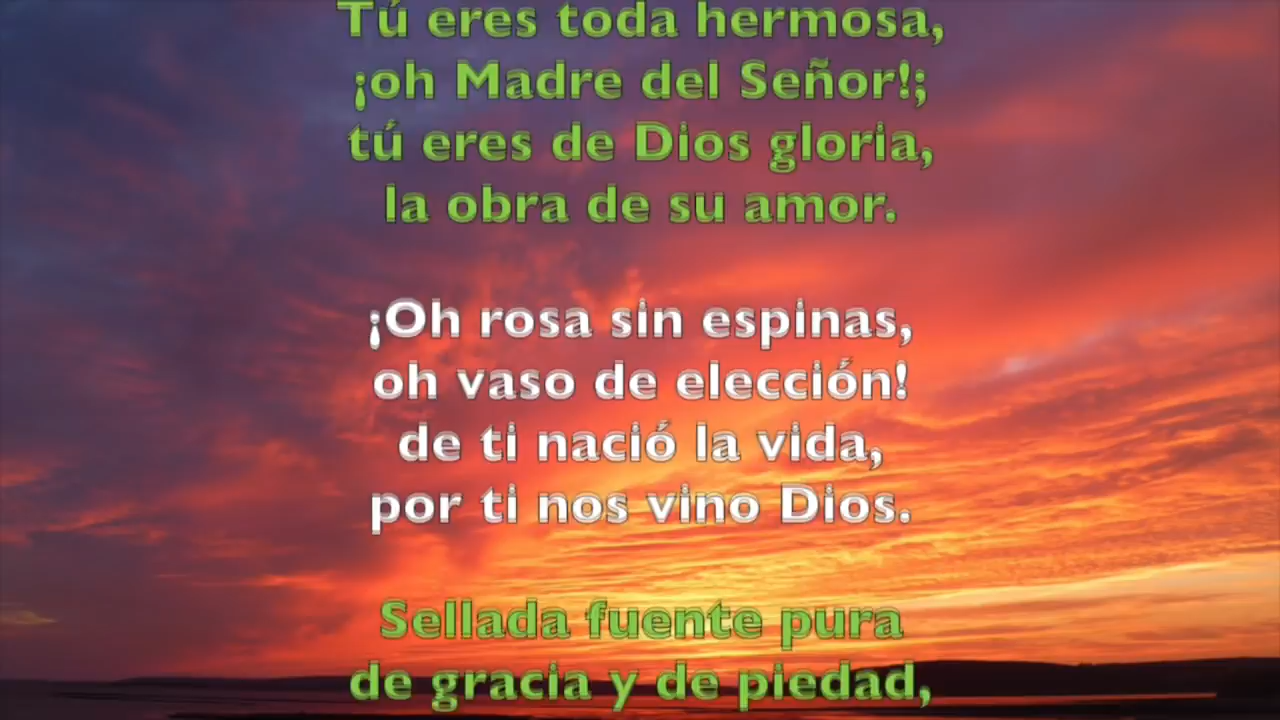 Tú eres toda hermosa,
¡oh Madre del Señor!;
tú eres de Dios gloria,
la obra de su amor.
¡Oh rosa sin espinas,
oh vaso de elección!
de ti nació la vida,
por ti nos vino Dios.
Sellada fuente pura
de gracia y de piedad,